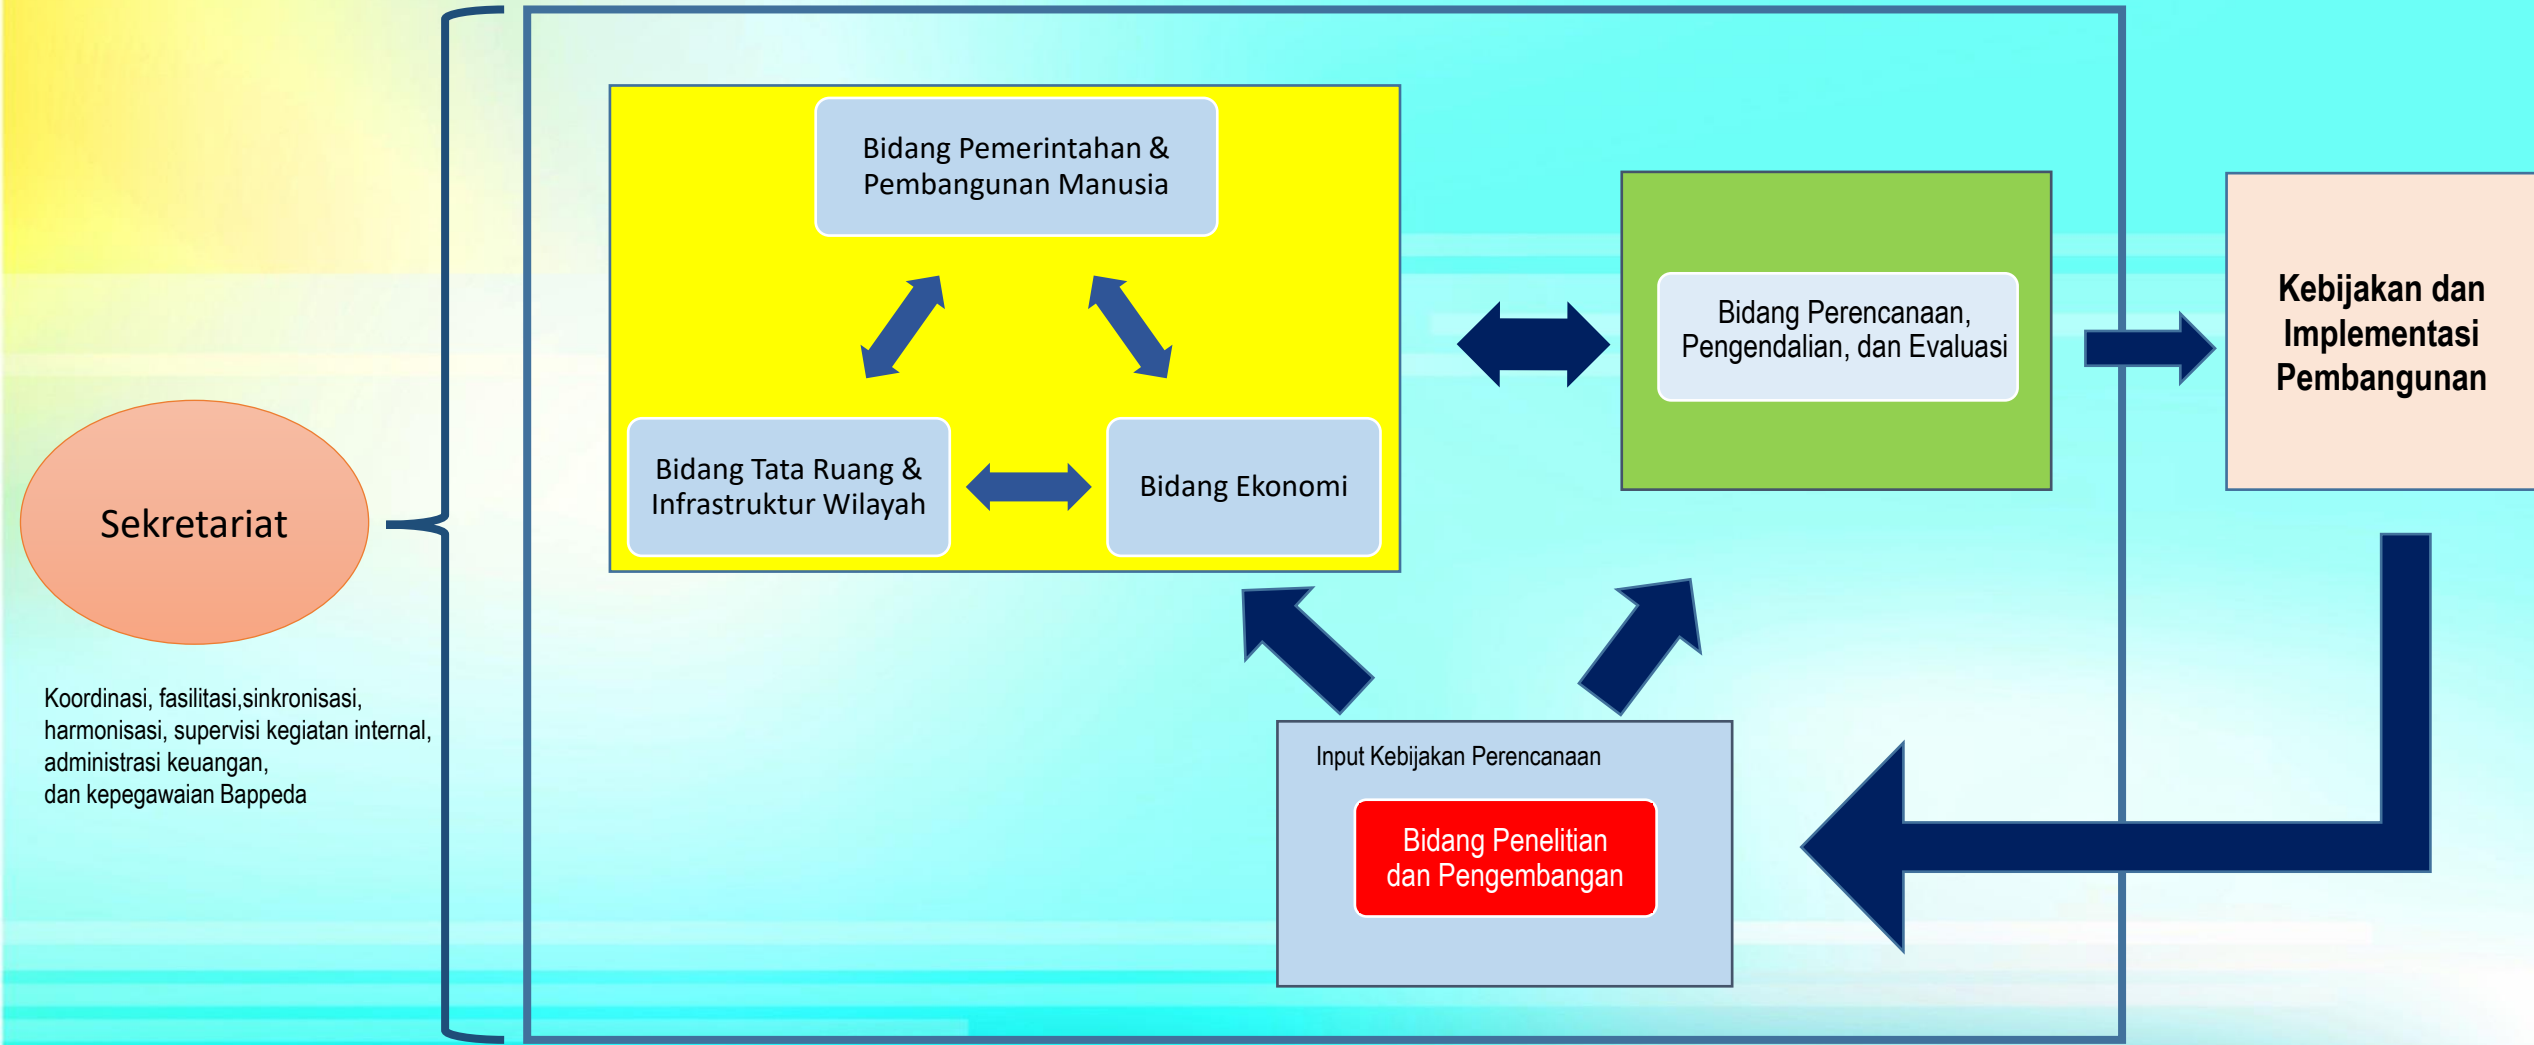 Bidang Pemerintahan &
Pembangunan Manusia
Bidang Tata Ruang &
Infrastruktur Wilayah
Bidang Ekonomi
Bidang Perencanaan,
Pengendalian, dan Evaluasi
Kebijakan dan
Implementasi
Pembangunan
Sekretariat
Koordinasi, fasilitasi,sinkronisasi,
harmonisasi, supervisi kegiatan internal,
administrasi keuangan,
dan kepegawaian Bappeda
Input Kebijakan Perencanaan
Bidang Penelitian
dan Pengembangan